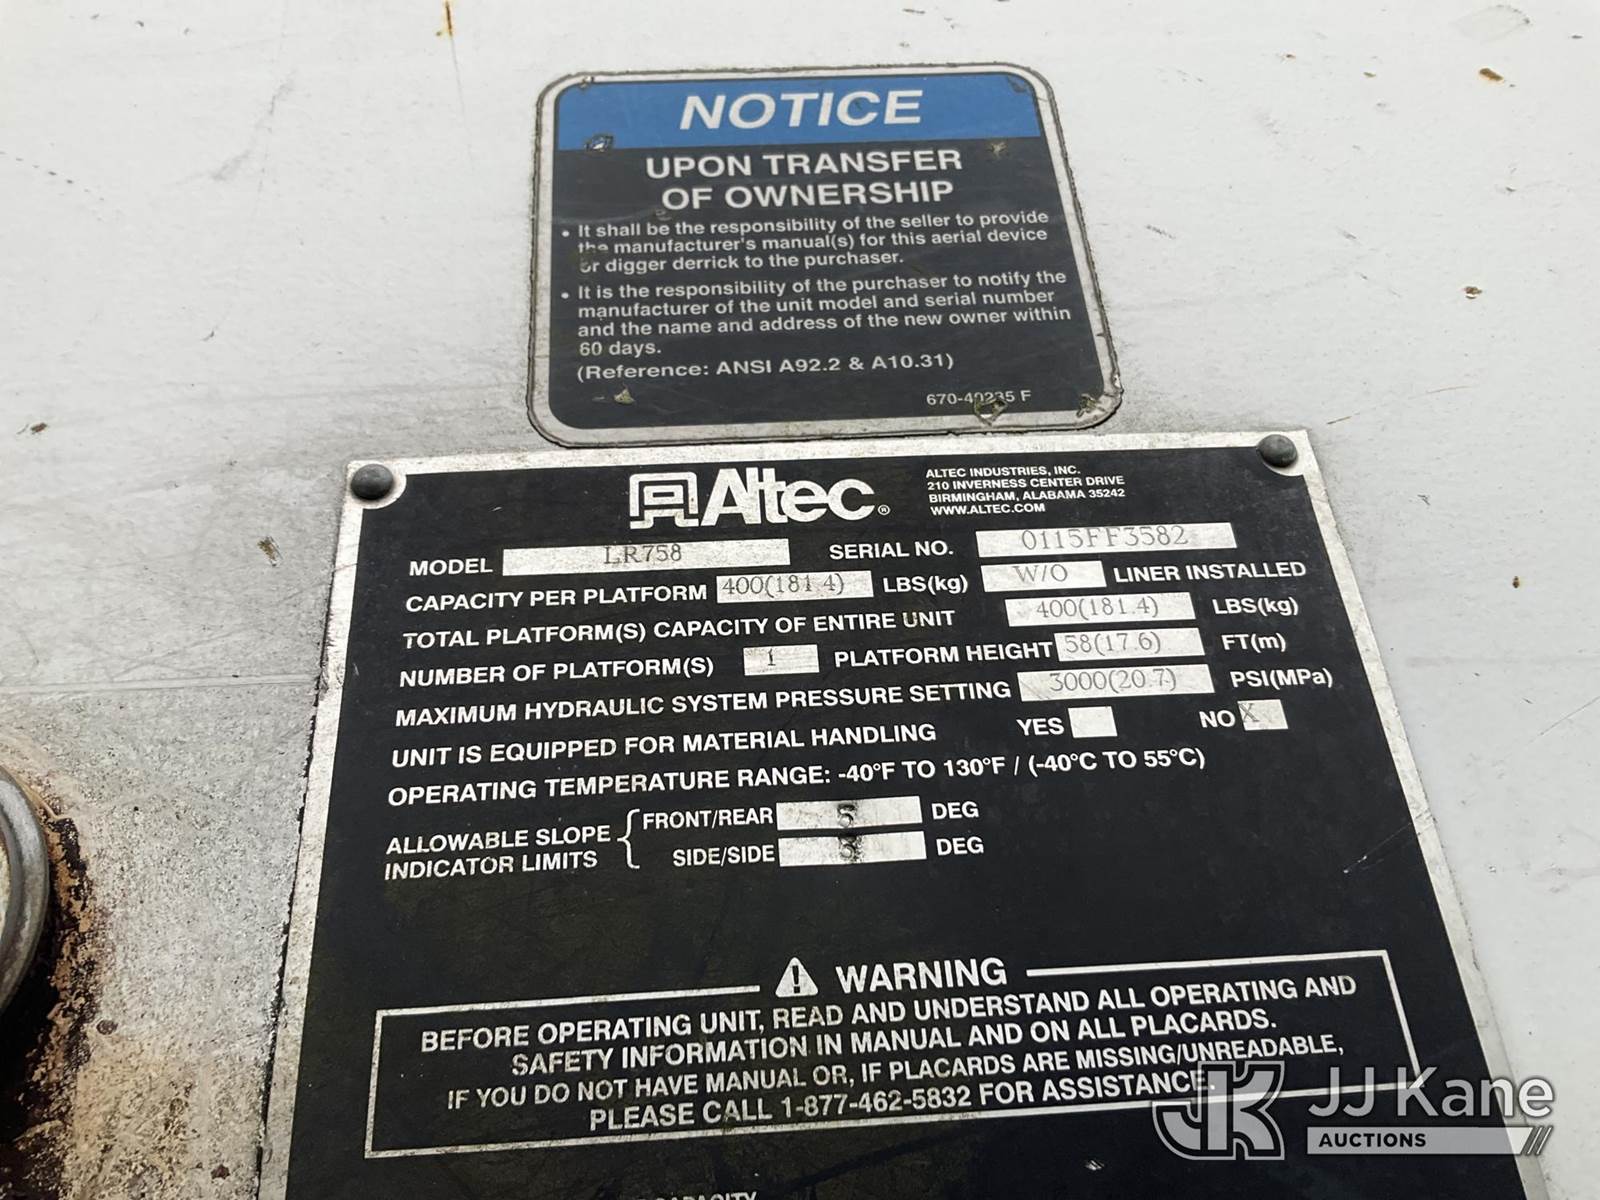 NOTICE
UPON TRANSFER
OF OWNERSHIP
• It shall be the responsibility of the seller to provide
the manufacturer's manual(s) for this aerial device
or digger derrick to the purchaser.
• It is the responsibility of the purchaser to notify the
manufacturer of the unit model and serial number
and the name and address of the new owner within
60 days.
(Reference: ANSI A92.2 & A10.31)
670-40235 F
Altec®
ALTEC INDUSTRIES, INC.
210 INVERNESS CENTER DRIVE
BIRMINGHAM, ALABAMA 35242
WWW.ALTEC.COM
MODEL LR758 SERIAL NO. 0115FF3582
CAPACITY PER PLATFORM 400(181.4) LBS(kg) W/O LINER INSTALLED
TOTAL PLATFORM(S) CAPACITY OF ENTIRE UNIT 400(181.4) LBS(kg)
NUMBER OF PLATFORM(S) 1 PLATFORM HEIGHT 58(17.6) FT(m)
MAXIMUM HYDRAULIC SYSTEM PRESSURE SETTING 3000(20.7) PSI(MPa)
UNIT IS EQUIPPED FOR MATERIAL HANDLING YES NO X
OPERATING TEMPERATURE RANGE: -40°F TO 130°F / (-40°C TO 55°C)
ALLOWABLE SLOPE
INDICATOR LIMITS
FRONT/REAR 5 DEG
SIDE/SIDE DEG
WARNING
BEFORE OPERATING UNIT, READ AND UNDERSTAND ALL OPERATING AND
SAFETY INFORMATION IN MANUAL AND ON ALL PLACARDS.
IF YOU DO NOT HAVE MANUAL OR, IF PLACARDS ARE MISSING/UNREADABLE,
PLEASE CALL 1-877-462-5832 FOR ASSISTANCE.
JK JJ Kane
AUCTIONS
CAPACITY